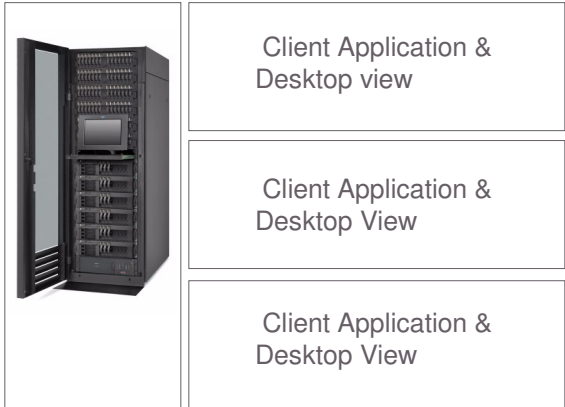 Client Application &
Desktop view
Client Application &
Desktop View
Client Application &
Desktop View